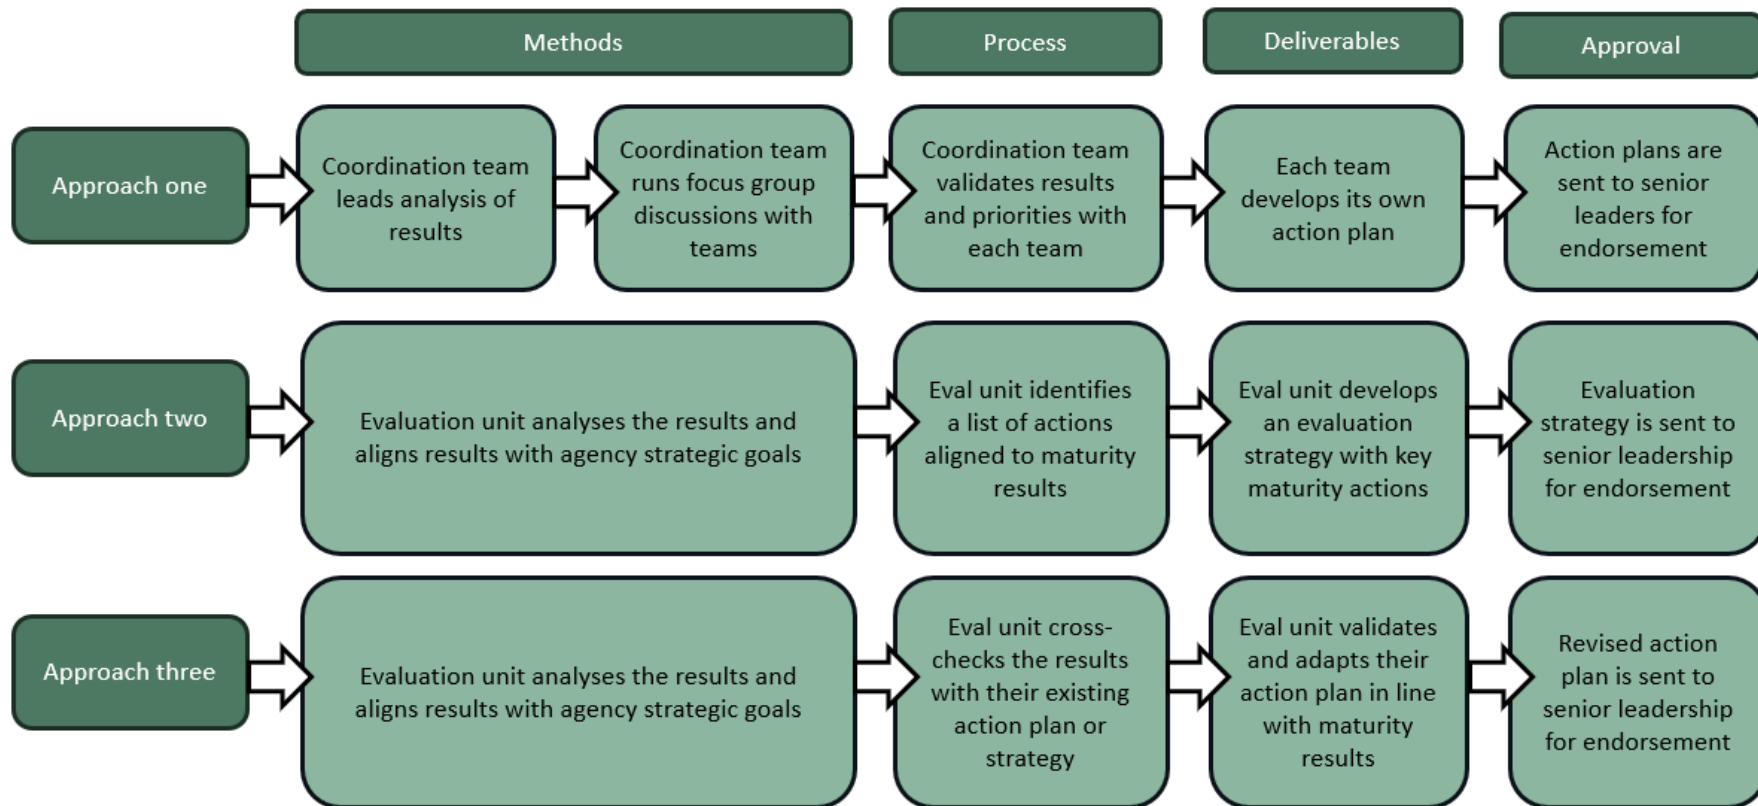 Methods
Process
Deliverables
Approval
Approach one
Coordination team
leads analysis of
results
Coordination team
runs focus group
discussions with
teams
Coordination team
validates results
and priorities with
each team
Each team
develops its own
action plan
Action plans are
sent to senior
leaders for
endorsement
Approach two
Evaluation unit analyses the results and
aligns results with agency strategic goals
Eval unit identifies
a list of actions
aligned to maturity
results
Eval unit develops
an evaluation
strategy with key
maturity actions
Evaluation
strategy is sent to
senior leadership
for endorsement
Approach three
Evaluation unit analyses the results and
aligns results with agency strategic goals
Eval unit cross-
checks the results
with their existing
action plan or
strategy
Eval unit validates
and adapts their
action plan in line
with maturity
results
Revised action
plan is sent to
senior leadership
for endorsement